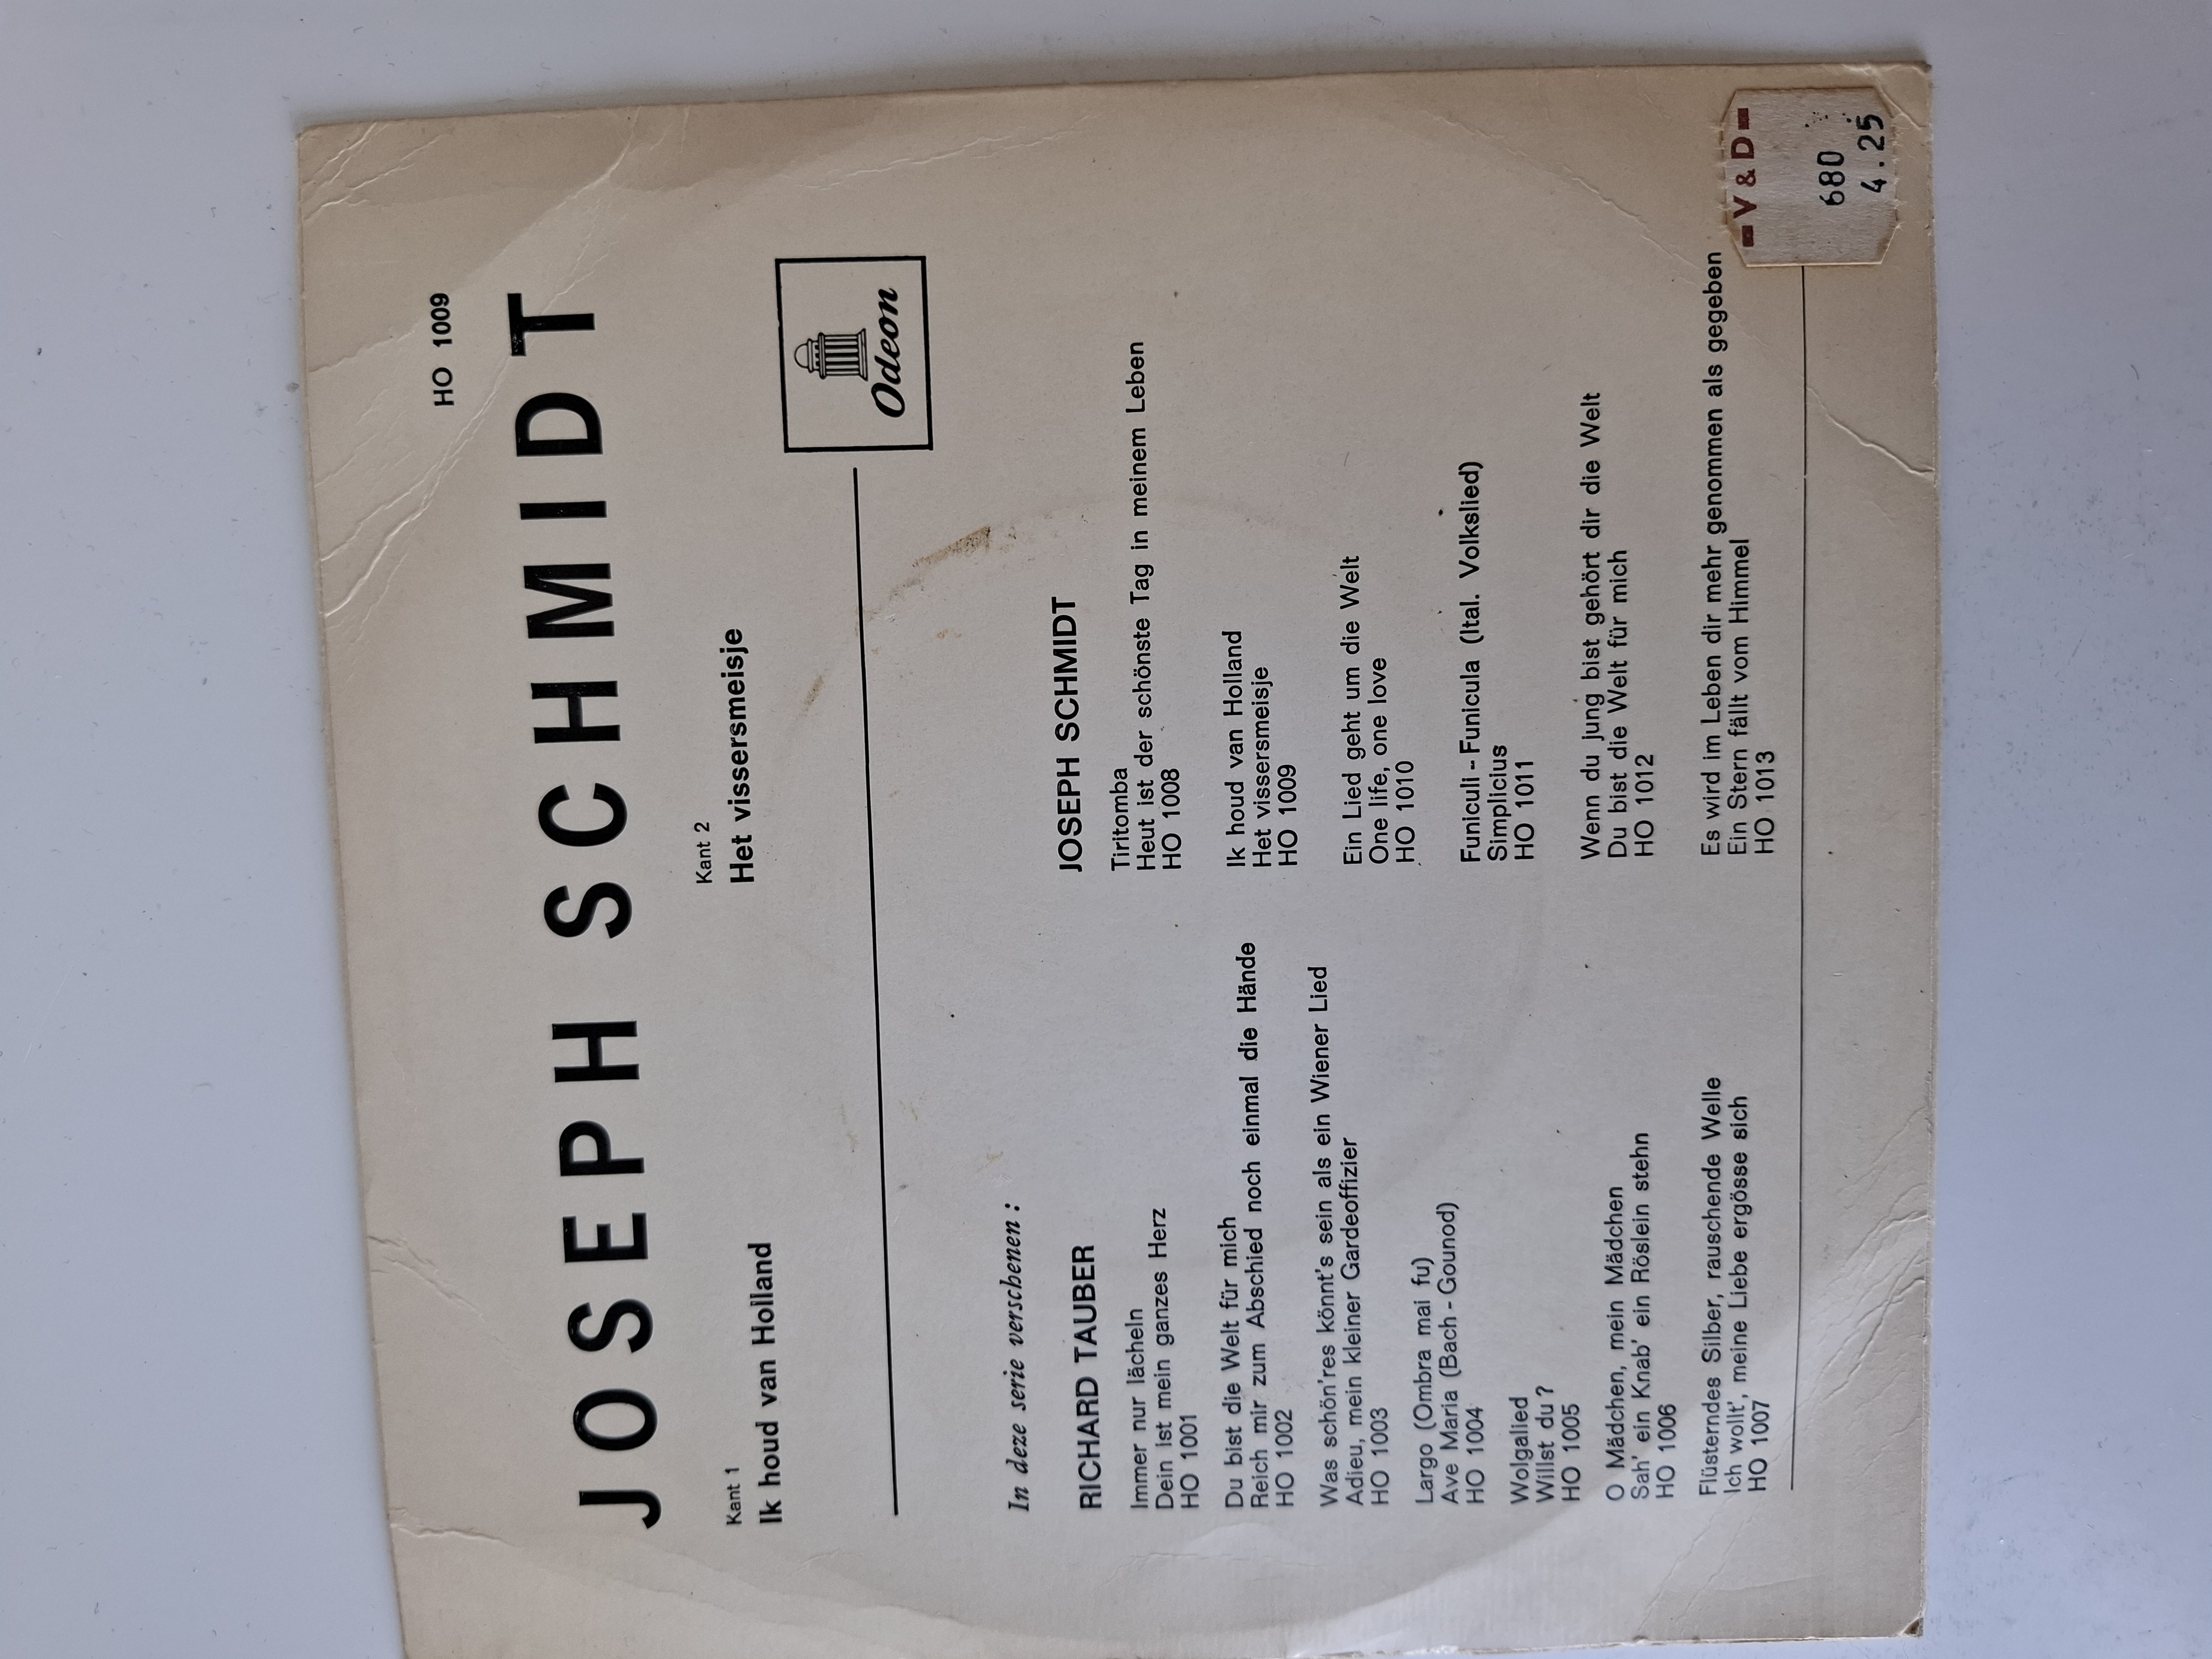 HO 1009
JOSEPH SCHMIDT
Kant 1
Ik houd van Holland
Kant 2
Het vissersmeisje
Odeon
In deze serie verschenen:
RICHARD TAUBER
Immer nur lächeln
Dein ist mein ganzes Herz
HO 1001
Du bist die Welt für mich
Reich mir zum Abschied noch einmal die Hände
HO 1002
Was schön'res könnt's sein als ein Wiener Lied
Adieu, mein kleiner Gardeoffizier
HO 1003
Largo (Ombra mai fu)
Ave Maria (Bach - Gounod)
HO 1004
Wolgalied
Willst du?
HO 1005
O Mädchen, mein Mädchen
Sah' ein Knab' ein Röslein stehn
HO 1006
Flüsterndes Silber, rauschende Welle
Ich wollt', meine Liebe ergösse sich
HO 1007
JOSEPH SCHMIDT
Tiritomba
Heut ist der schönste Tag in meinem Leben
HO 1008
Ik houd van Holland
Het vissersmeisje
HO 1009
Ein Lied geht um die Welt
One life, one love
HO 1010
Funiculi - Funicula (Ital. Volkslied)
Simplicius
HO 1011
Wenn du jung bist gehört dir die Welt
Du bist die Welt für mich
HO 1012
Es wird im Leben dir mehr genommen als gegeben
Ein Stern fällt vom Himmel
HO 1013
V & D
680
4.25